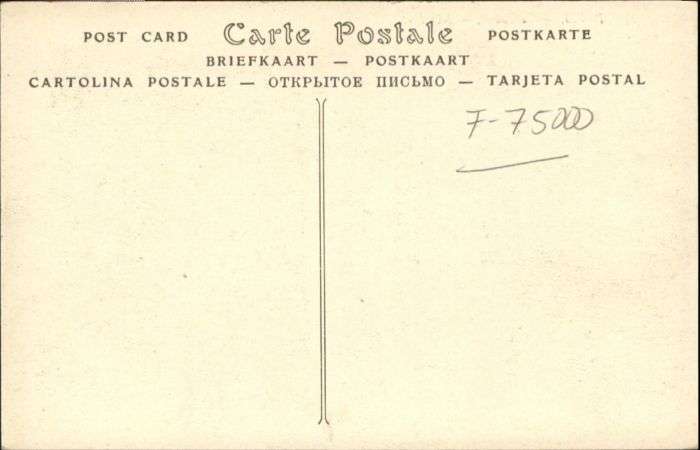 POST CARD Carte Postale POSTKARTE
BRIEFKAART — POSTKAART
CARTOLINA POSTALE — ОТКРЫТОЕ ПИСЬМО — TARJETA POSTAL
F-75000